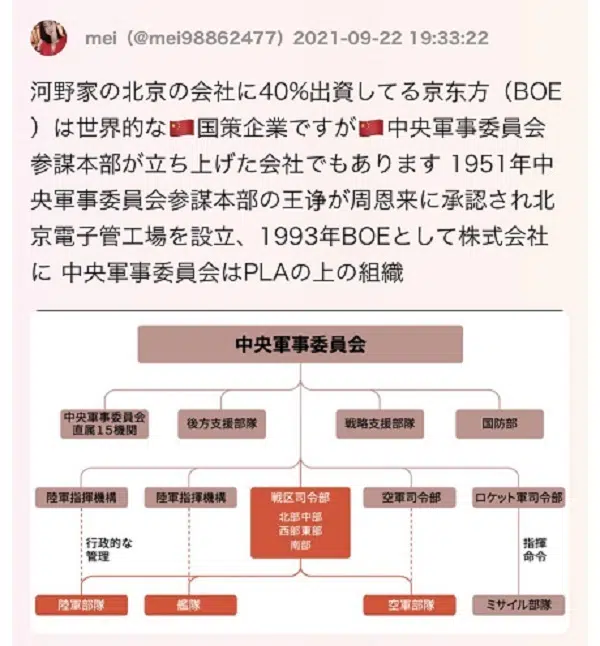 mei（@mei98862477）2021-09-22 19:33:22
河野家の北京の会社に40%出資してる京东方（BOE
）は世界的な🇨🇳国策企業ですが🇨🇳中央軍事委員会
参謀本部が立ち上げた会社でもあります 1951年中
央軍事委員会参謀本部の王诤が周恩来に承認され北
京電子管工場を設立、1993年BOEとして株式会社
に 中央軍事委員会はPLAの上の組織
中央軍事委員会
中央軍事委員会
直属15機関
後方支援部隊
戦略支援部隊
国防部
陸軍指揮機構
陸軍指揮機構
戦区司令部
北部中部
西部東部
南部
空軍司令部
ロケット軍司令部
行政的な
管理
指揮
命令
陸軍部隊
艦隊
空軍部隊
ミサイル部隊